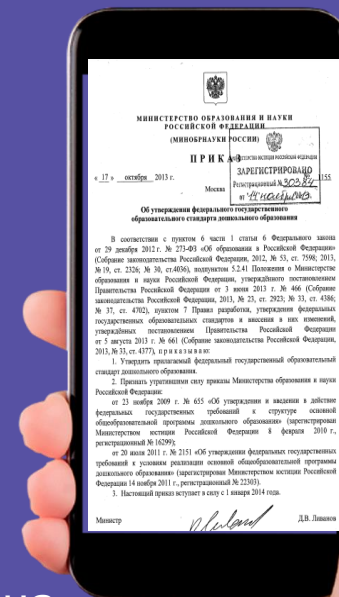 МИНИСТЕРСТВО ОБРАЗОВАНИЯ И НАУКИ
РОССИЙСКОЙ ФЕДЕРАЦИИ
(МИНОБРНАУКИ РОССИИ)
ПРИКАЗ
ЗАРЕГИСТРИРОВАНО
Регистрационный № 30384
от "14" ноября 2013.
« 17 » октября 2013 г.
№ 1155
Москва
Об утверждении федерального государственного
образовательного стандарта дошкольного образования
В соответствии с пунктом 6 части 1 статьи 6 Федерального закона
от 29 декабря 2012 г. № 273-ФЗ «Об образовании в Российской Федерации»
(Собрание законодательства Российской Федерации, 2012, № 53, ст. 7598; 2013,
№ 19, ст. 2326; № 30, ст.4036), подпунктом 5.2.41 Положения о Министерстве
образования и науки Российской Федерации, утверждённого постановлением
Правительства Российской Федерации от 3 июня 2013 г. № 466 (Собрание
законодательства Российской Федерации, 2013, № 23, ст. 2923; № 33, ст. 4386;
№ 37, ст. 4702), пунктом 7 Правил разработки, утверждения федеральных
государственных образовательных стандартов и внесения в них изменений,
утверждённых постановлением Правительства Российской Федерации
от 5 августа 2013 г. № 661 (Собрание законодательства Российской Федерации,
2013, № 33, ст. 4377), п р и к а з ы в а ю:
1. Утвердить прилагаемый федеральный государственный образовательный
стандарт дошкольного образования.
2. Признать утратившими силу приказы Министерства образования и науки
Российской Федерации:
от 23 ноября 2009 г. № 655 «Об утверждении и введении в действие
федеральных государственных требований к структуре основной
общеобразовательной программы дошкольного образования» (зарегистрирован
Министерством юстиции Российской Федерации 8 февраля 2010 г.,
регистрационный № 16299);
от 20 июля 2011 г. № 2151 «Об утверждении федеральных государственных
требований к условиям реализации основной общеобразовательной программы
дошкольного образования» (зарегистрирован Министерством юстиции Российской
Федерации 14 ноября 2011 г., регистрационный № 22303).
3. Настоящий приказ вступает в силу с 1 января 2014 года.
Министр
Д.В. Ливанов